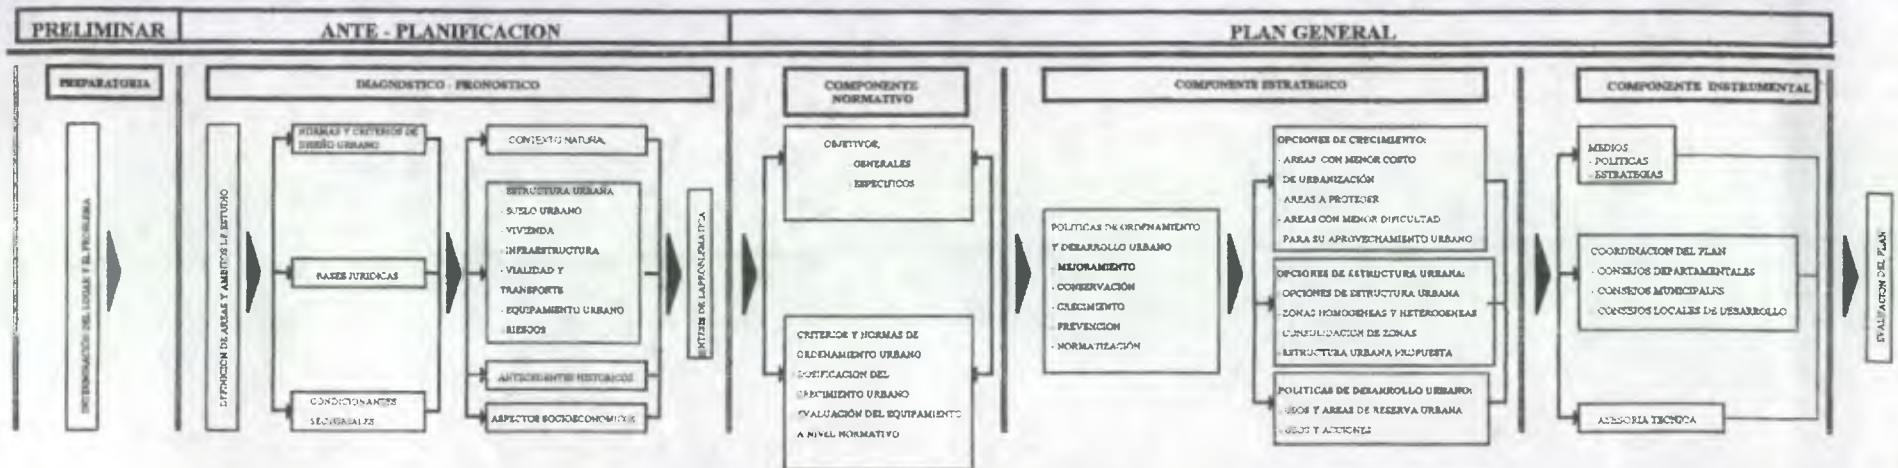 PRELIMINAR
ANTE - PLANIFICACION
PLAN GENERAL
PREPARATORIA
DIAGNOSTICO - PRONOSTICO
COMPONENTE
NORMATIVO
COMPONENTE ESTRATEGICO
COMPONENTE INSTRUMENTAL
DEL LUGAR Y EL PROBLEMA
DEFINICION DE AREAS Y AMBITOS DE ESTUDIO
NORMAS Y CRITERIOS DE
DISEÑO URBANO
BASES JURIDICAS
CONDICIONANTES
SECTORIALES
CONTEXTO NATURAL
ESTRUCTURA URBANA
- SUELO URBANO
- VIVIENDA
- INFRAESTRUCTURA
- VIALIDAD Y
TRANSPORTE
- EQUIPAMIENTO URBANO
- RIESGOS
ANTECEDENTES HISTORICOS
ASPECTOS SOCIOECONOMICOS
SINTESIS DE LA PROBLEMATICA
OBJETIVOS,
- GENERALES
- ESPECIFICOS
CRITERIOS Y NORMAS DE
ORDENAMIENTO URBANO
- DOSIFICACION DEL
CRECIMIENTO URBANO
EVALUACIÓN DEL EQUIPAMIENTO
A NIVEL NORMATIVO
POLITICAS DE ORDENAMIENTO
Y DESARROLLO URBANO
- MEJORAMIENTO
- CONSERVACIÓN
- CRECIMIENTO
- PREVENCION
- NORMATIZACIÓN
OPCIONES DE CRECIMIENTO:
- AREAS CON MENOR COSTO
DE URBANIZACIÓN
- AREAS A PROTEGER
- AREAS CON MENOR DIFICULTAD
PARA SU APROVECHAMIENTO URBANO
OPCIONES DE ESTRUCTURA URBANA:
- OPCIONES DE ESTRUCTURA URBANA
- ZONAS HOMOGENEAS Y HETEROGENEAS
- CONSOLIDACION DE ZONAS
- ESTRUCTURA URBANA PROPUESTA
POLITICAS DE DESARROLLO URBANO:
- USOS Y AREAS DE RESERVA URBANA
- USOS Y ACCIONES
MEDIOS
- POLITICAS
- ESTRATEGIAS
COORDINACION DEL PLAN
- CONSEJOS DEPARTAMENTALES
- CONSEJOS MUNICIPALES
- CONSEJOS LOCALES DE DESARROLLO
ASESORIA TECNICA
EVALUACION DEL PLAN